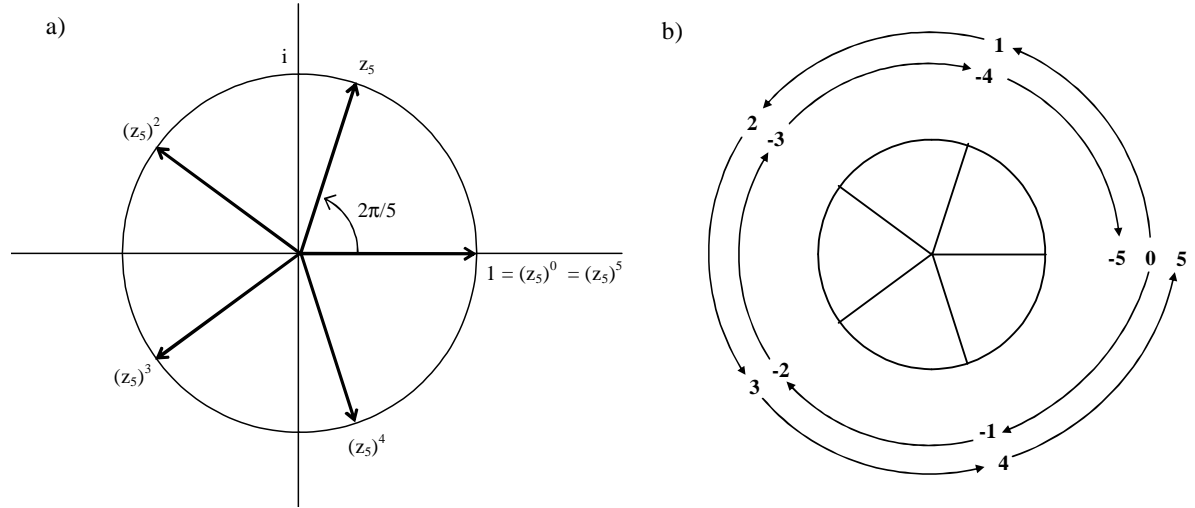 a)
i
z₅
(z₅)²
2π/5
1 = (z₅)⁰ = (z₅)⁵
(z₅)³
(z₅)⁴
b)
1
-4
2
-3
-5 0 5
-2
3
-1
4